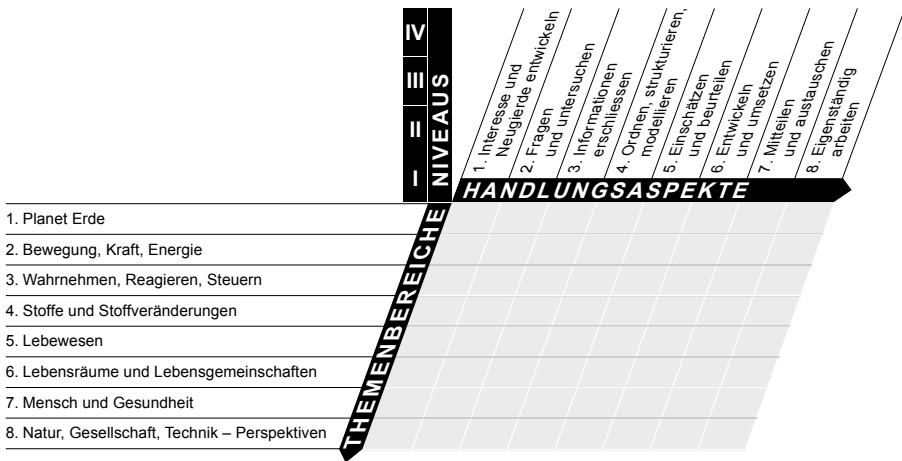 IV
III
II
I
NIVEAUS
1. Interesse und
Neugierde entwickeln
2. Fragen
und untersuchen
3. Informationen
erschliessen
4. Ordnen, strukturieren,
modellieren
5. Einschätzen
und beurteilen
6. Entwickeln
und umsetzen
7. Mitteilen
und austauschen
8. Eigenständig
arbeiten
HANDLUNGSASPEKTE
THEMENBEREICHE
1. Planet Erde
2. Bewegung, Kraft, Energie
3. Wahrnehmen, Reagieren, Steuern
4. Stoffe und Stoffveränderungen
5. Lebewesen
6. Lebensräume und Lebensgemeinschaften
7. Mensch und Gesundheit
8. Natur, Gesellschaft, Technik – Perspektiven